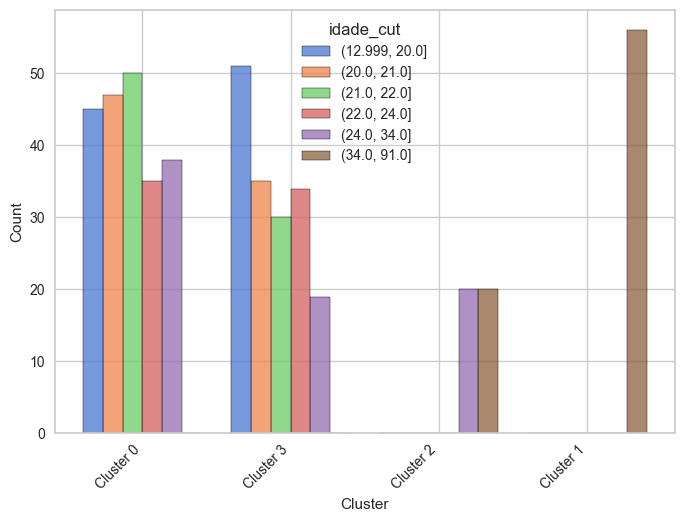 idade_cut
(12.999, 20.0]
(20.0, 21.0]
(21.0, 22.0]
(22.0, 24.0]
(24.0, 34.0]
(34.0, 91.0]
Count
50
40
30
20
10
0
Cluster 0
Cluster 3
Cluster 2
Cluster 1
Cluster